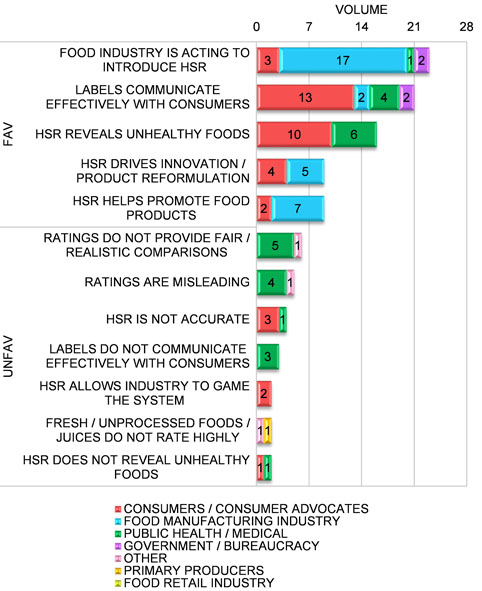 VOLUME
0 7 14 21 28
FAV
FOOD INDUSTRY IS ACTING TO
INTRODUCE HSR
3 17 1 2
LABELS COMMUNICATE
EFFECTIVELY WITH CONSUMERS
13 2 4 2
HSR REVEALS UNHEALTHY FOODS
10 6
HSR DRIVES INNOVATION /
PRODUCT REFORMULATION
4 5
HSR HELPS PROMOTE FOOD
PRODUCTS
2 7
UNFAV
RATINGS DO NOT PROVIDE FAIR /
REALISTIC COMPARISONS
5 1
RATINGS ARE MISLEADING
4 1
HSR IS NOT ACCURATE
3 1
LABELS DO NOT COMMUNICATE
EFFECTIVELY WITH CONSUMERS
3
HSR ALLOWS INDUSTRY TO GAME
THE SYSTEM
2
FRESH / UNPROCESSED FOODS /
JUICES DO NOT RATE HIGHLY
1 1
HSR DOES NOT REVEAL UNHEALTHY
FOODS
1 1
CONSUMERS / CONSUMER ADVOCATES
FOOD MANUFACTURING INDUSTRY
PUBLIC HEALTH / MEDICAL
GOVERNMENT / BUREAUCRACY
OTHER
PRIMARY PRODUCERS
FOOD RETAIL INDUSTRY